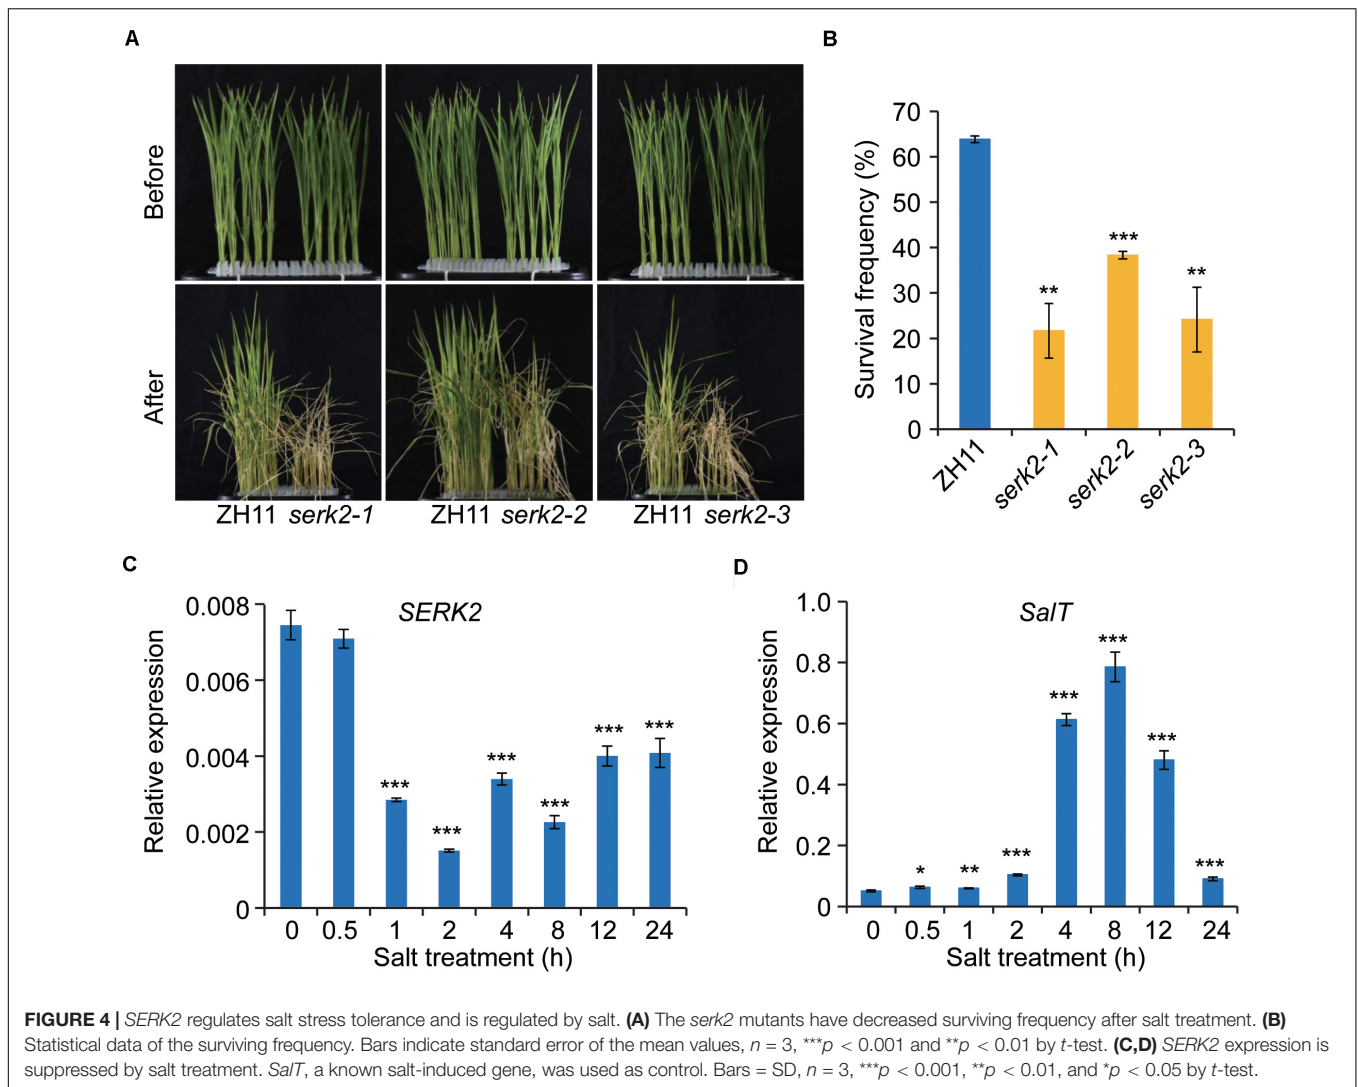 A
B
Before
After
ZH11 serk2-1
ZH11 serk2-2
ZH11 serk2-3
Survival frequency (%)
70
60
50
40
30
20
10
0
**
***
**
ZH11
serk2-1
serk2-2
serk2-3
C
D
SERK2
Relative expression
0.008
0.006
0.004
0.002
0
***
***
***
***
***
***
0 0.5 1 2 4 8 12 24
Salt treatment (h)
SalT
Relative expression
1.0
0.8
0.6
0.4
0.2
0
*
**
***
***
***
***
***
0 0.5 1 2 4 8 12 24
Salt treatment (h)
FIGURE 4 | SERK2 regulates salt stress tolerance and is regulated by salt. (A) The serk2 mutants have decreased surviving frequency after salt treatment. (B)
Statistical data of the surviving frequency. Bars indicate standard error of the mean values, n = 3, ***p < 0.001 and **p < 0.01 by t-test. (C,D) SERK2 expression is
suppressed by salt treatment. SalT, a known salt-induced gene, was used as control. Bars = SD, n = 3, ***p < 0.001, **p < 0.01, and *p < 0.05 by t-test.